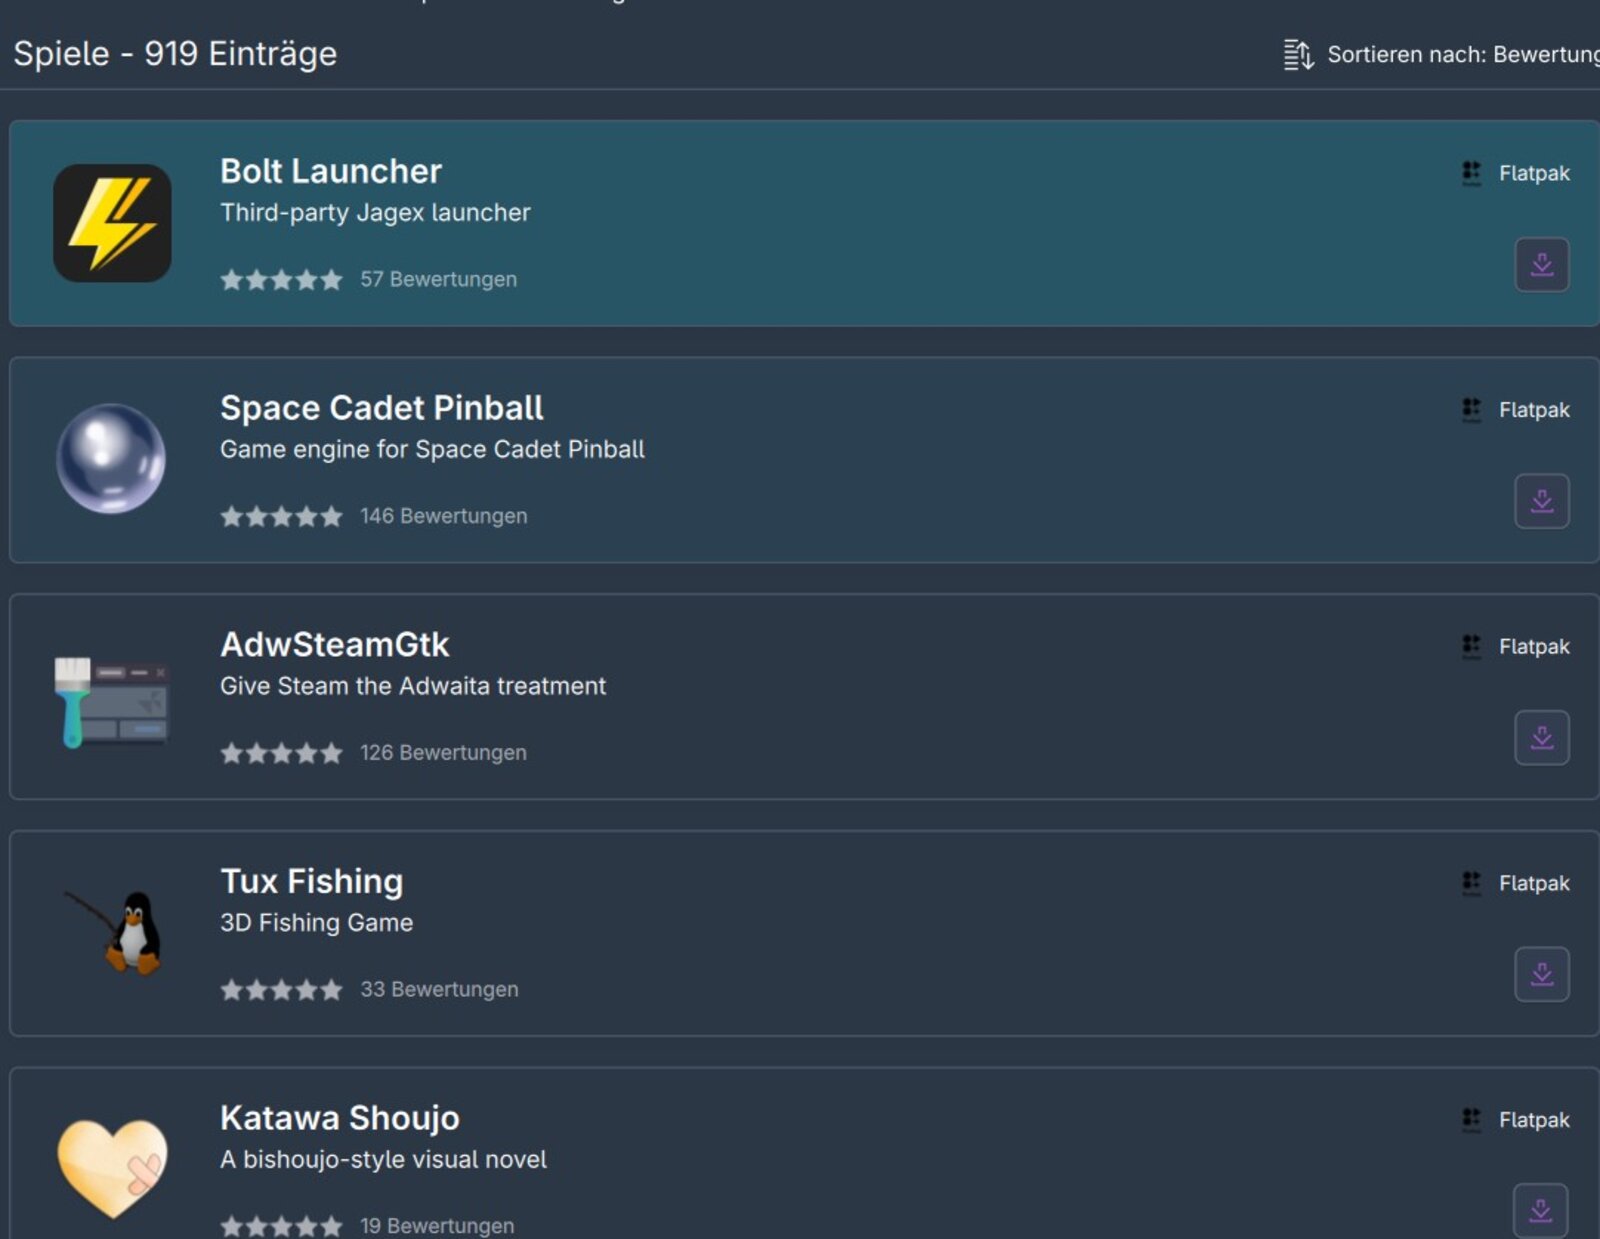 Spiele - 919 Einträge
Sortieren nach: Bewertung
Bolt Launcher
Flatpak
Third-party Jagex launcher
57 Bewertungen
Space Cadet Pinball
Flatpak
Game engine for Space Cadet Pinball
146 Bewertungen
AdwSteamGtk
Flatpak
Give Steam the Adwaita treatment
126 Bewertungen
Tux Fishing
Flatpak
3D Fishing Game
33 Bewertungen
Katawa Shoujo
Flatpak
A bishoujo-style visual novel
19 Bewertungen